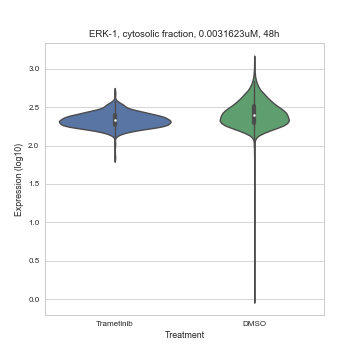 ERK-1, cytosolic fraction, 0.0031623uM, 48h
3.0
2.5
2.0
1.5
1.0
0.5
0.0
Expression (log10)
Trametinib
DMSO
Treatment